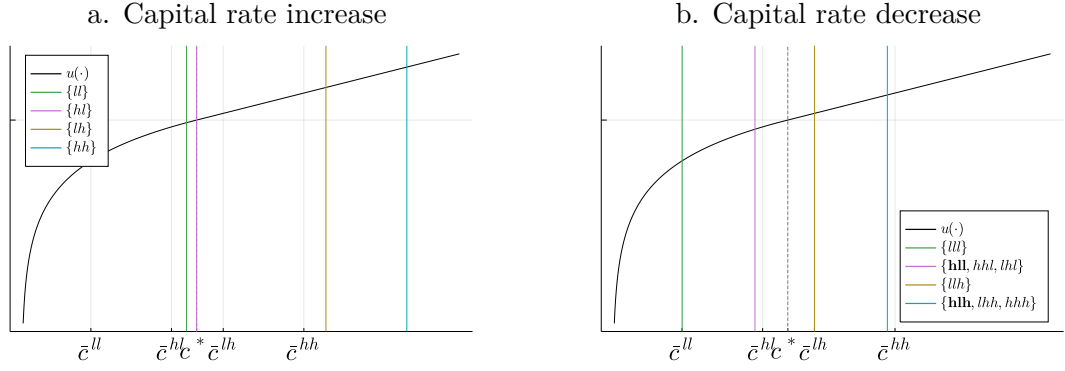 a. Capital rate increase
u(·)
{ll}
{hl}
{lh}
{hh}
c̄^{ll} c̄^{hl} c^* c̄^{lh} c̄^{hh}
b. Capital rate decrease
u(·)
{lll}
{hll, hhl, lhl}
{llh}
{hlh, lhh, hhh}
c̄^{ll} c̄^{hl} c^* c̄^{lh} c̄^{hh}